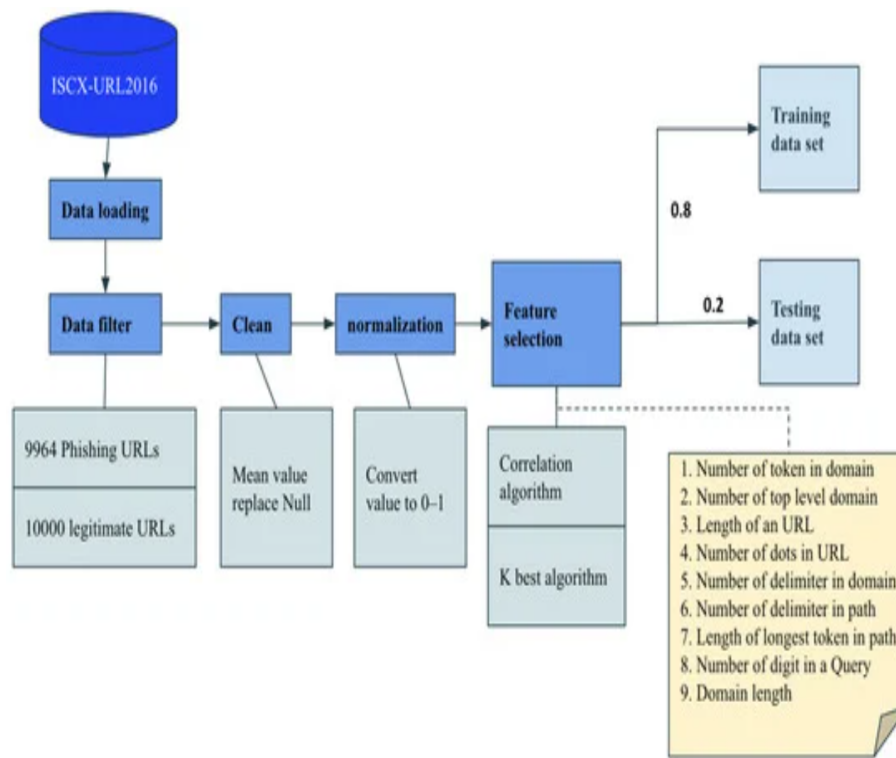 ISCX-URL2016
Data loading
Data filter
Clean
normalization
Feature
selection
0.8
0.2
Training
data set
Testing
data set
9964 Phishing URLs
10000 legitimate URLs
Mean value
replace Null
Convert
value to 0–1
Correlation
algorithm
K best algorithm
1. Number of token in domain
2. Number of top level domain
3. Length of an URL
4. Number of dots in URL
5. Number of delimiter in domain
6. Number of delimiter in path
7. Length of longest token in path
8. Number of digit in a Query
9. Domain length